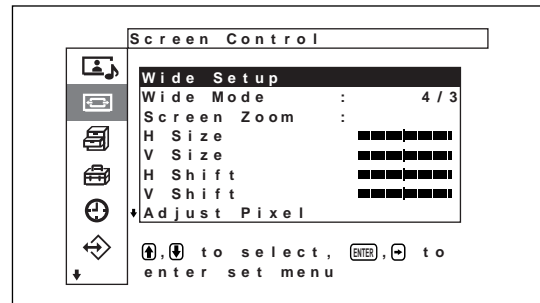 Screen Control
Wide Setup
Wide Mode : 4/3
Screen Zoom :
H Size
V Size
H Shift
V Shift
Adjust Pixel
↑,↓ to select, ENTER,→ to
enter set menu